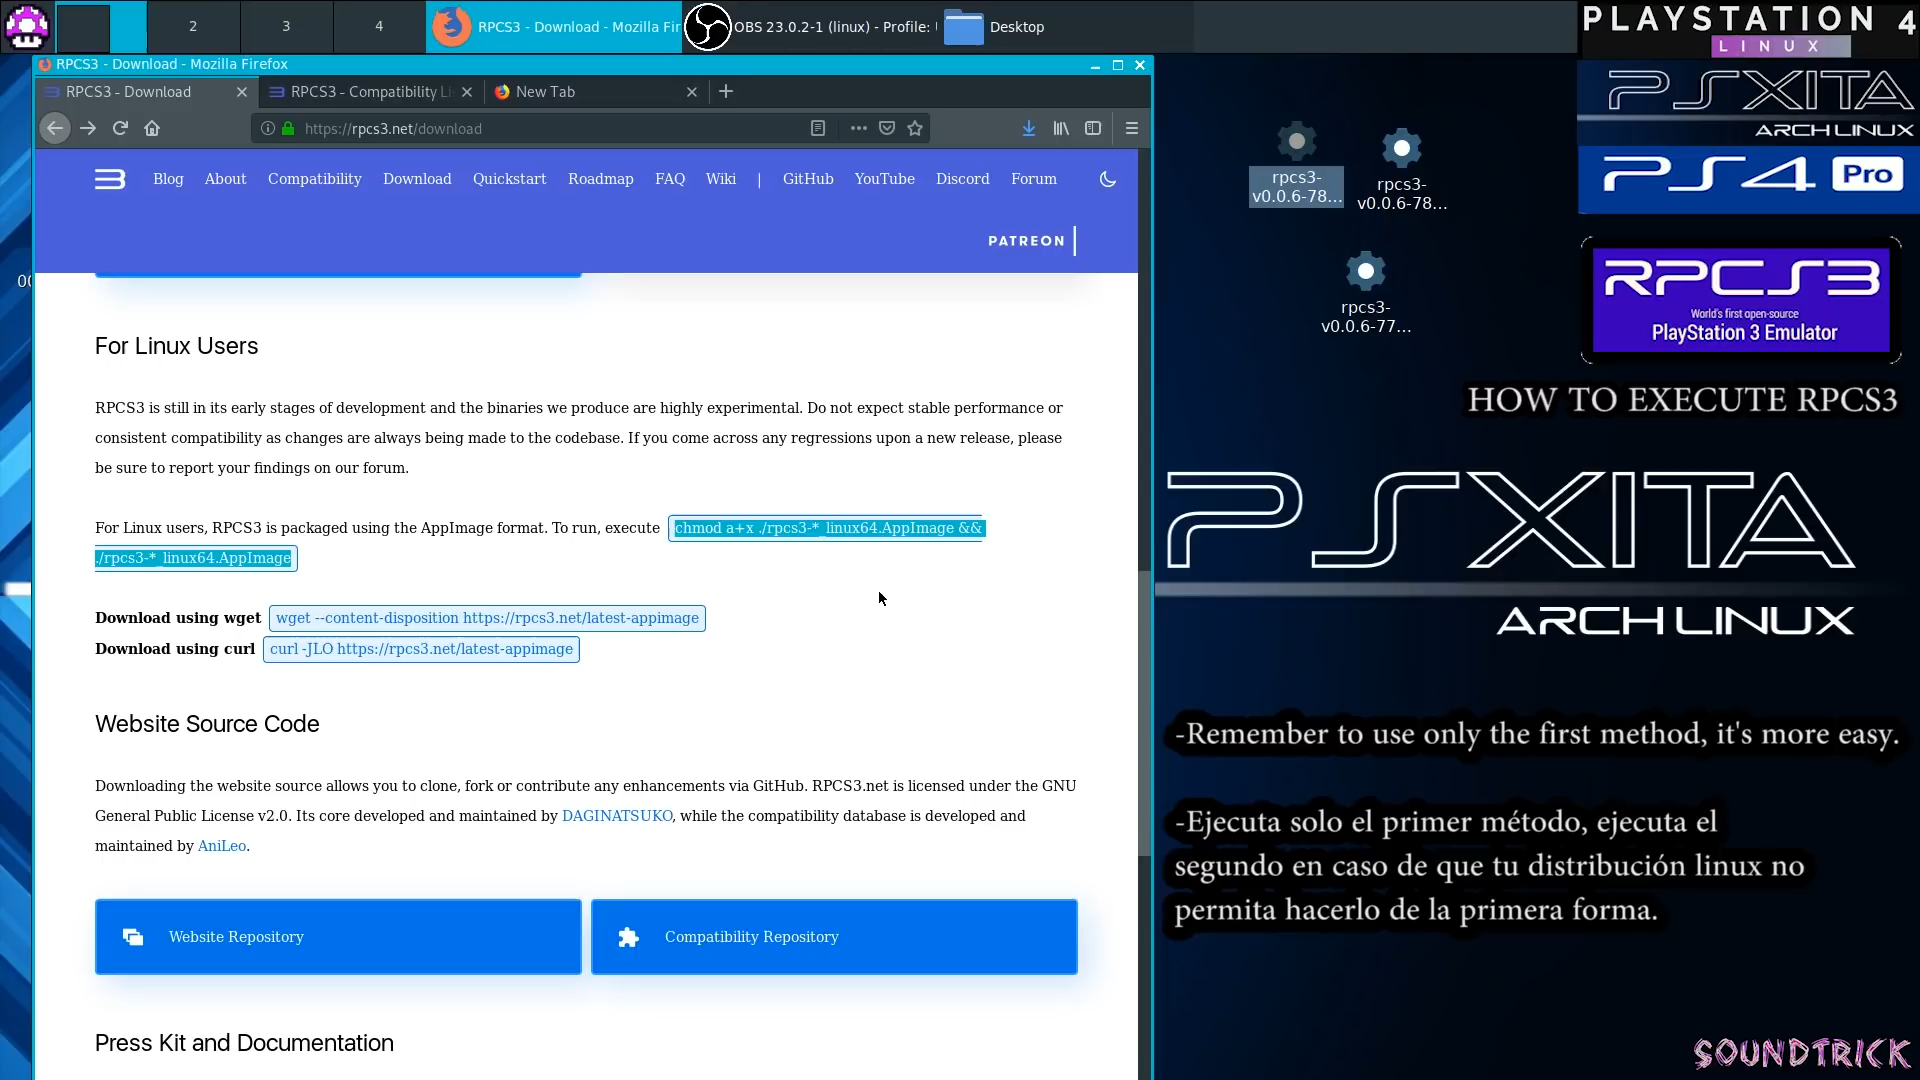 2
3
4
RPCS3 - Download - Mozilla Fir
OBS 23.0.2-1 (linux) - Profile:
Desktop
PLAYSTATION 4
LINUX
RPCS3 - Download - Mozilla Firefox
RPCS3 - Download
RPCS3 - Compatibility Li
New Tab
https://rpcs3.net/download
Blog
About
Compatibility
Download
Quickstart
Roadmap
FAQ
Wiki
|
GitHub
YouTube
Discord
Forum
PATREON
For Linux Users
RPCS3 is still in its early stages of development and the binaries we produce are highly experimental. Do not expect stable performance or
consistent compatibility as changes are always being made to the codebase. If you come across any regressions upon a new release, please
be sure to report your findings on our forum.
For Linux users, RPCS3 is packaged using the AppImage format. To run, execute chmod a+x ./rpcs3-*_linux64.AppImage &&
./rpcs3-*_linux64.AppImage
Download using wget wget --content-disposition https://rpcs3.net/latest-appimage
Download using curl curl -JLO https://rpcs3.net/latest-appimage
Website Source Code
Downloading the website source allows you to clone, fork or contribute any enhancements via GitHub. RPCS3.net is licensed under the GNU
General Public License v2.0. Its core developed and maintained by DAGINATSUKO, while the compatibility database is developed and
maintained by AniLeo.
Website Repository
Compatibility Repository
Press Kit and Documentation
rpcs3-
v0.0.6-78...
rpcs3-
v0.0.6-78...
rpcs3-
v0.0.6-77...
PSXITA
ARCH LINUX
PS4 Pro
RPCS3
World's first open-source
PlayStation 3 Emulator
HOW TO EXECUTE RPCS3
PSXITA
ARCH LINUX
-Remember to use only the first method, it's more easy.
-Ejecuta solo el primer método, ejecuta el
segundo en caso de que tu distribución linux no
permita hacerlo de la primera forma.
SOUNDTRICK